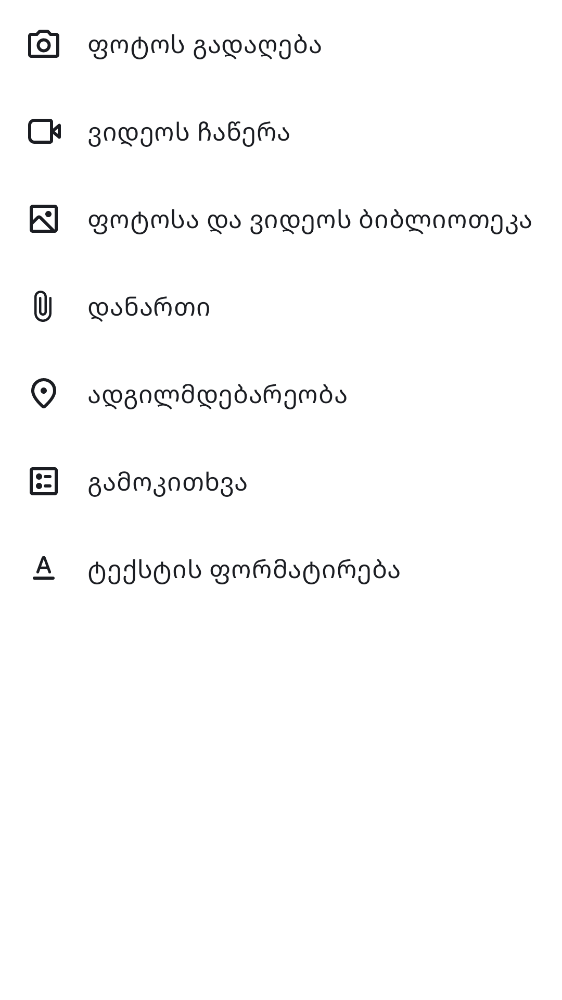 ფოტოს გადაღება
ვიდეოს ჩაწერა
ფოტოსა და ვიდეოს ბიბლიოთეკა
დანართი
ადგილმდებარეობა
გამოკითხვა
ტექსტის ფორმატირება